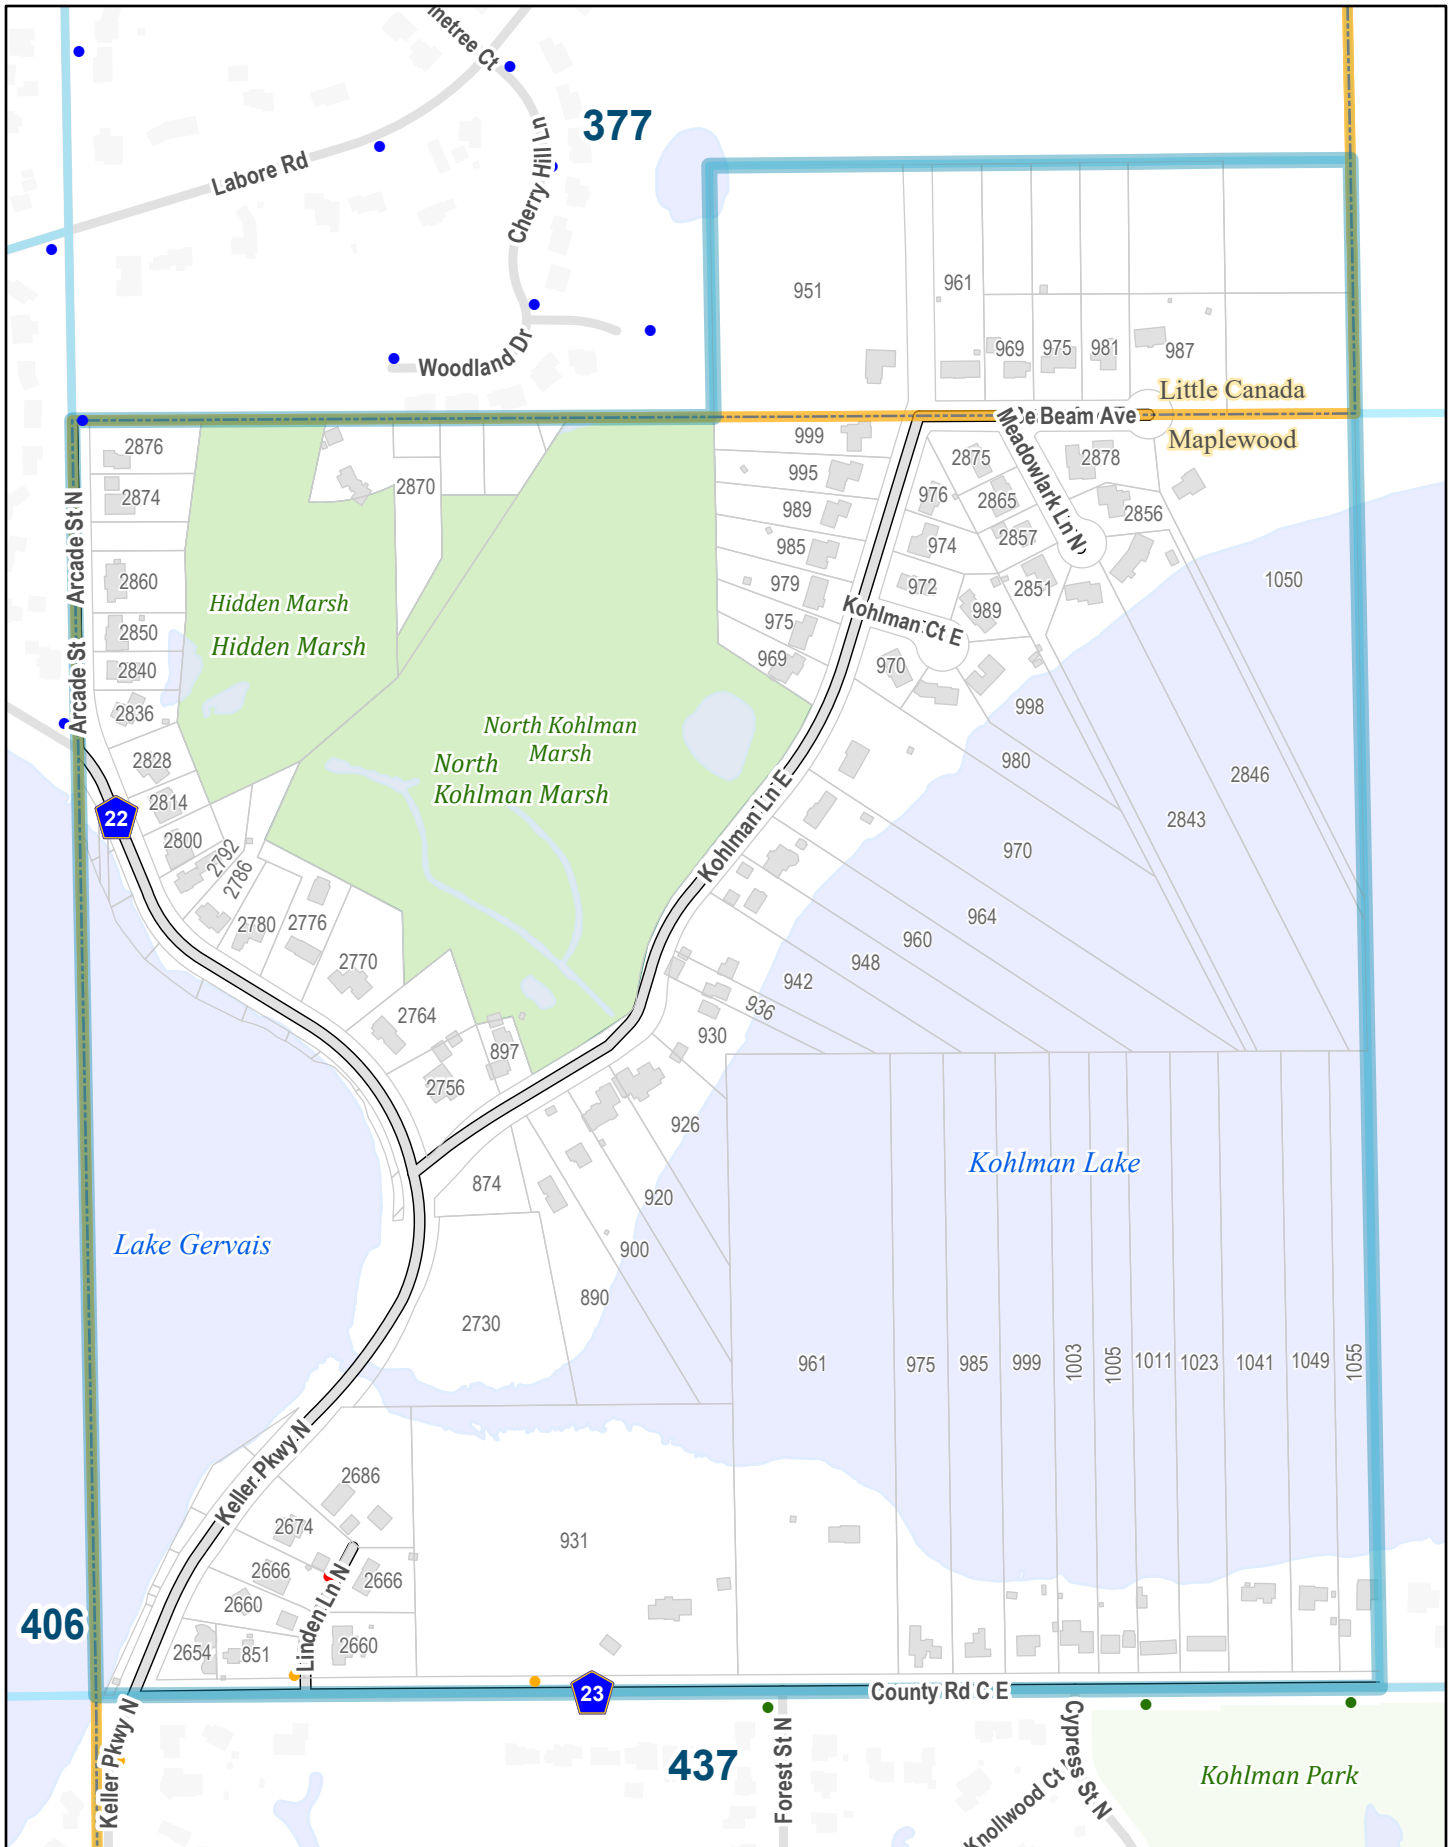 netree Ct
377
Cherry Hill Ln
Labore Rd
Woodland Dr
951
961
969
975
981
987
Little Canada
Beam Ave
Maplewood
Meadowlark Ln N
2876
2874
2870
999
995
989
985
979
975
969
2875
2878
976
2865
2856
974
2857
972
2851
989
1050
Arcade St N
Arcade St
Arcade St N
2860
2850
2840
2836
2828
2814
2800
2792
2786
2780
2776
2770
2764
2756
897
Hidden Marsh
Hidden Marsh
Kohlman Ct E
970
998
980
2846
2843
970
964
960
948
942
936
930
North Kohlman
Marsh
North
Kohlman Marsh
22
Kohlman Ln E
926
920
900
890
874
2730
Kohlman Lake
Lake Gervais
961
975
985
999
1003
1005
1011
1023
1041
1049
1055
Keller Pkwy N
2686
2674
2666
2666
2660
2660
2654
851
Linden Ln N
931
406
23
County Rd C E
Keller Pkwy N
437
Forest St N
Cypress St N
Knollwood Ct
Kohlman Park